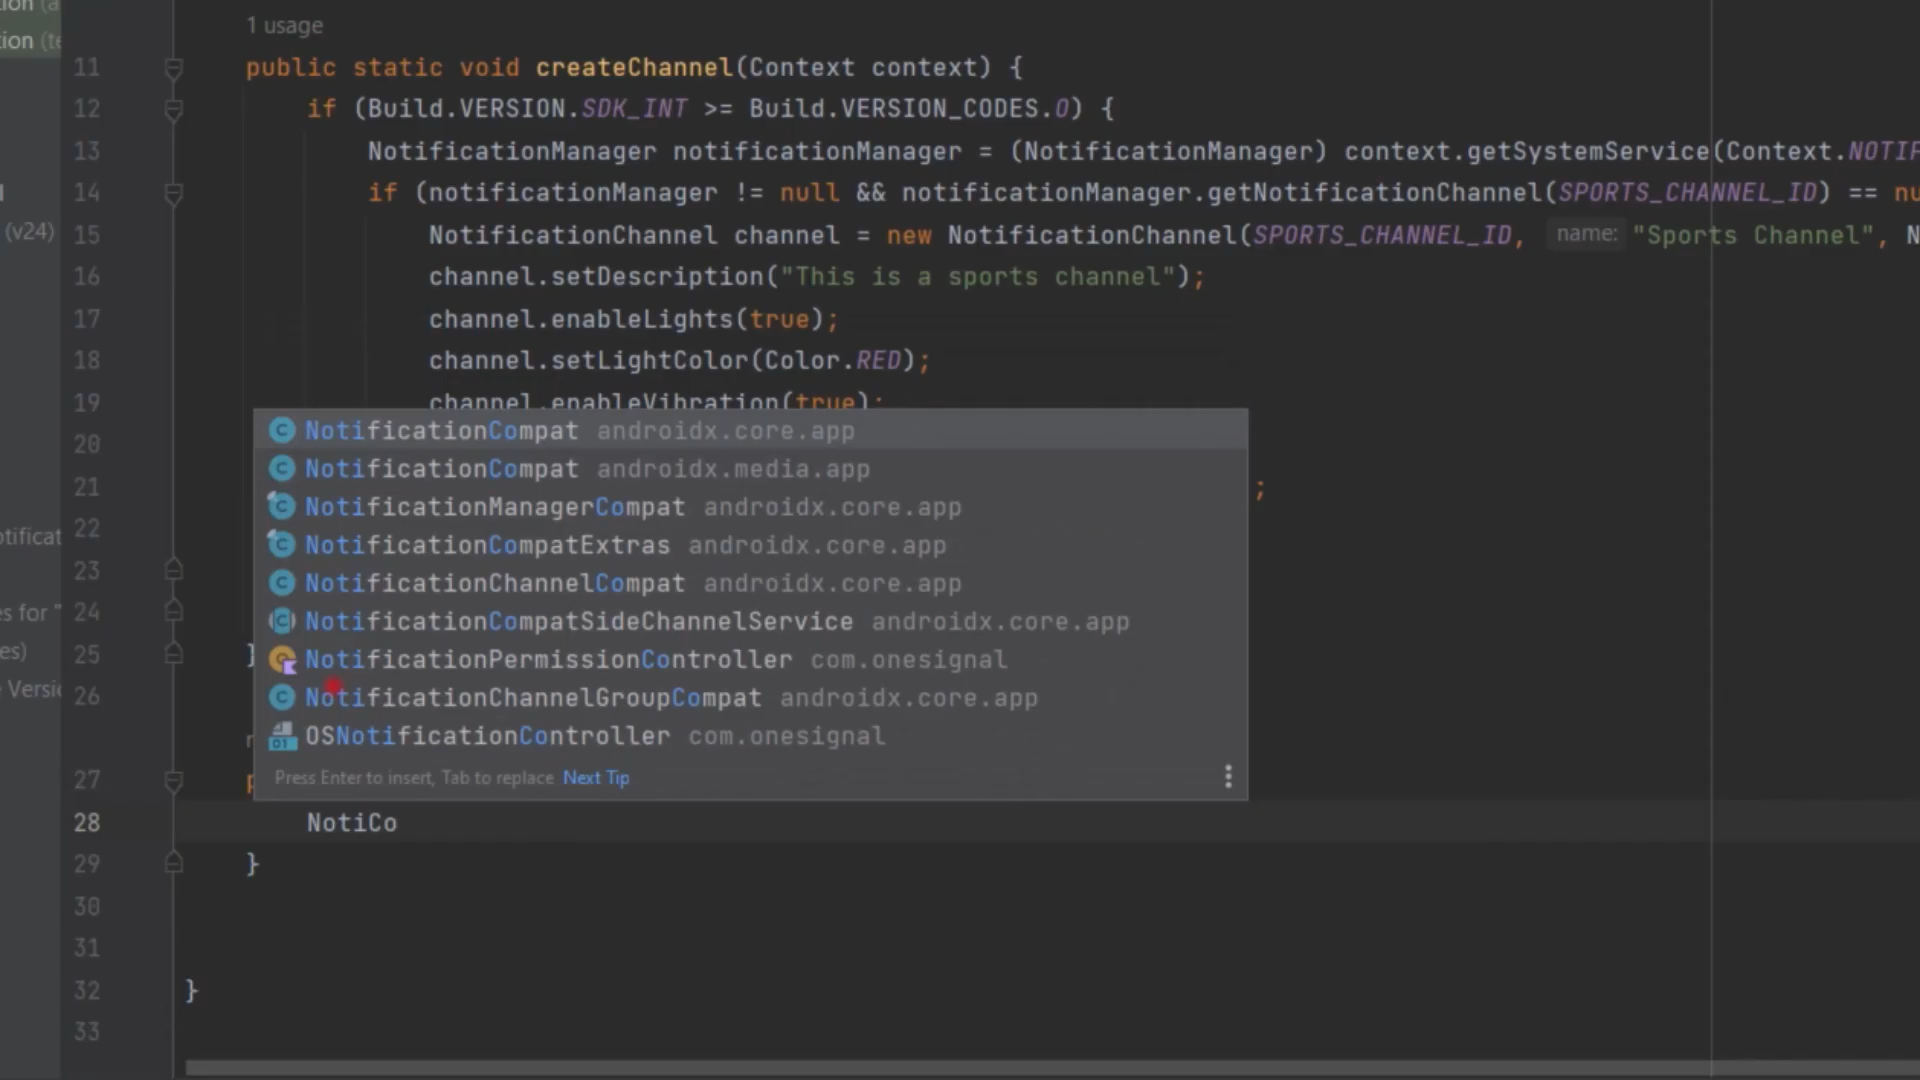 1 usage
11 public static void createChannel(Context context) {
12 if (Build.VERSION.SDK_INT >= Build.VERSION_CODES.O) {
13 NotificationManager notificationManager = (NotificationManager) context.getSystemService(Context.NOTIF
14 if (notificationManager != null && notificationManager.getNotificationChannel(SPORTS_CHANNEL_ID) == nu
(v24)
15 NotificationChannel channel = new NotificationChannel(SPORTS_CHANNEL_ID, name: "Sports Channel", N
16 channel.setDescription("This is a sports channel");
17 channel.enableLights(true);
18 channel.setLightColor(Color.RED);
19 channel.enableVibration(true);
NotificationCompat androidx.core.app
20
NotificationCompat androidx.media.app
21 ;
NotificationManagerCompat androidx.core.app
otificat
22
NotificationCompatExtras androidx.core.app
23
NotificationChannelCompat androidx.core.app
es for "
24
NotificationCompatSideChannelService androidx.core.app
es)
25 }
NotificationPermissionController com.onesignal
Versi
26
NotificationChannelGroupCompat androidx.core.app
OSNotificationController com.onesignal
27
Press Enter to insert, Tab to replace Next Tip
28 NotiCo
29 }
30
31
32 }
33